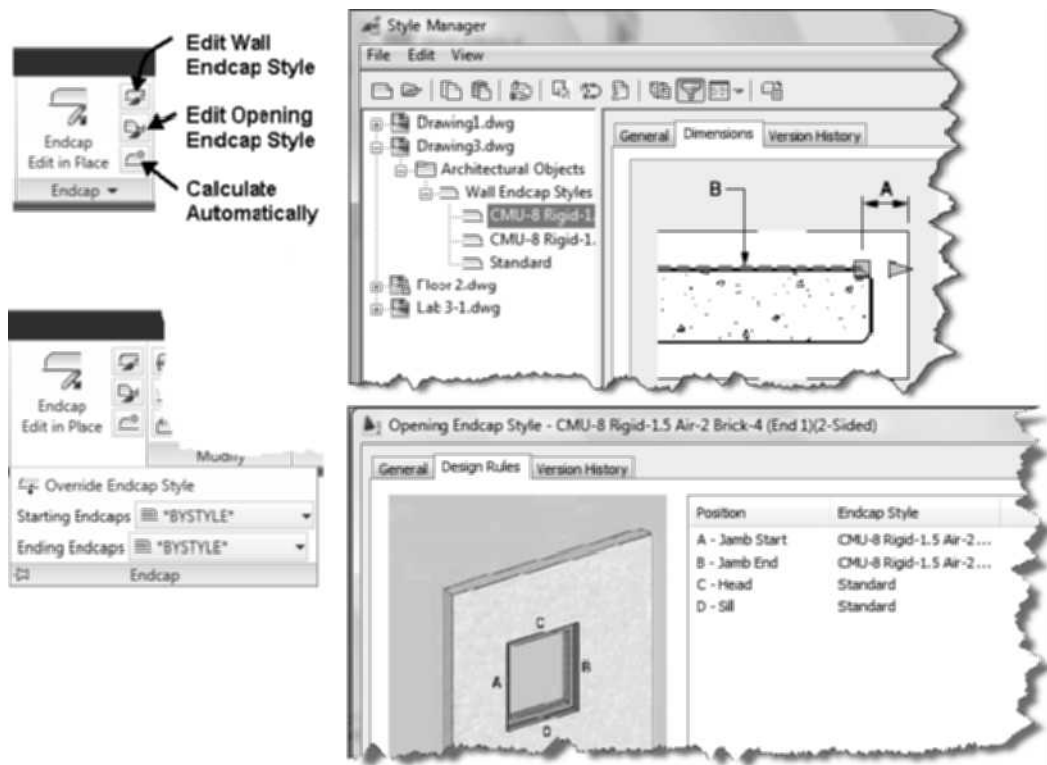 Edit Wall
Endcap Style
Edit Opening
Endcap Style
Calculate
Automatically
Endcap
Edit in Place
Endcap
Style Manager
File Edit View
Drawing1.dwg
Drawing3.dwg
Architectural Objects
Wall Endcap Styles
CMU-8 Rigid-1.
CMU-8 Rigid-1.
Standard
Floor 2.dwg
Lab 3-1.dwg
General Dimensions Version History
B
A
Endcap
Edit in Place
Modify
Override Endcap Style
Starting Endcaps *BYSTYLE*
Ending Endcaps *BYSTYLE*
Endcap
Opening Endcap Style - CMU-8 Rigid-1.5 Air-2 Brick-4 (End 1)(2-Sided)
General Design Rules Version History
Position Endcap Style
A - Jamb Start CMU-8 Rigid-1.5 Air-2 ...
B - Jamb End CMU-8 Rigid-1.5 Air-2 ...
C - Head Standard
D - Sill Standard
C
B
A
D